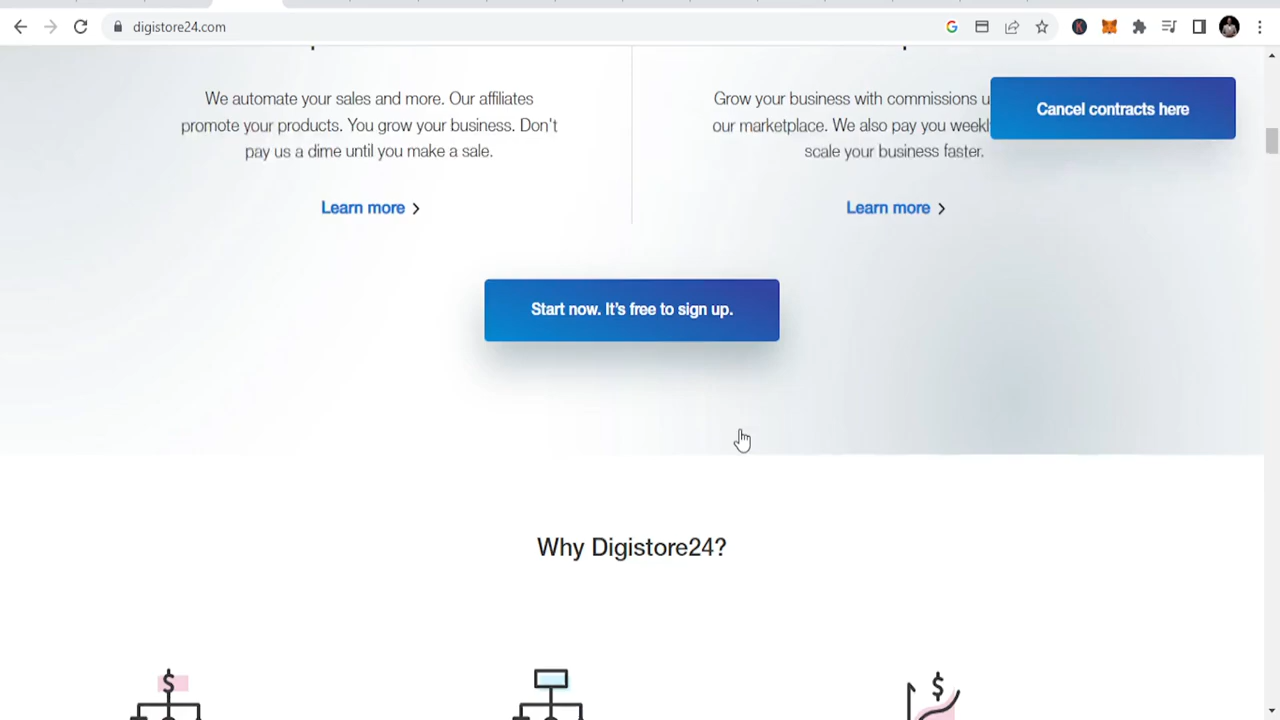 digistore24.com
We automate your sales and more. Our affiliates
promote your products. You grow your business. Don't
pay us a dime until you make a sale.
Learn more
Grow your business with commissions
our marketplace. We also pay you weekly
scale your business faster.
Learn more
Cancel contracts here
Start now. It's free to sign up.
Why Digistore24?